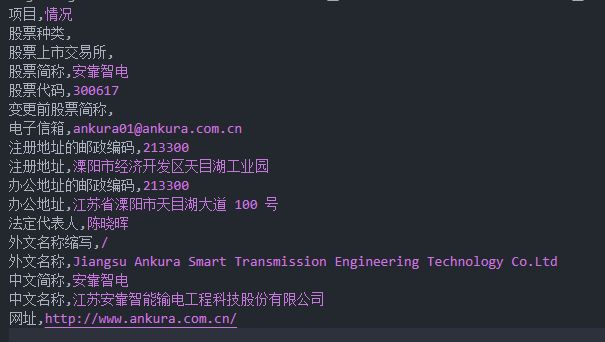 项目,情况
股票种类,
股票上市交易所,
股票简称,安靠智电
股票代码,300617
变更前股票简称,
电子信箱,ankura01@ankura.com.cn
注册地址的邮政编码,213300
注册地址,溧阳市经济开发区天目湖工业园
办公地址的邮政编码,213300
办公地址,江苏省溧阳市天目湖大道 100 号
法定代表人,陈晓晖
外文名称缩写,/
外文名称,Jiangsu Ankura Smart Transmission Engineering Technology Co.Ltd
中文简称,安靠智电
中文名称,江苏安靠智能输电工程科技股份有限公司
网址,http://www.ankura.com.cn/